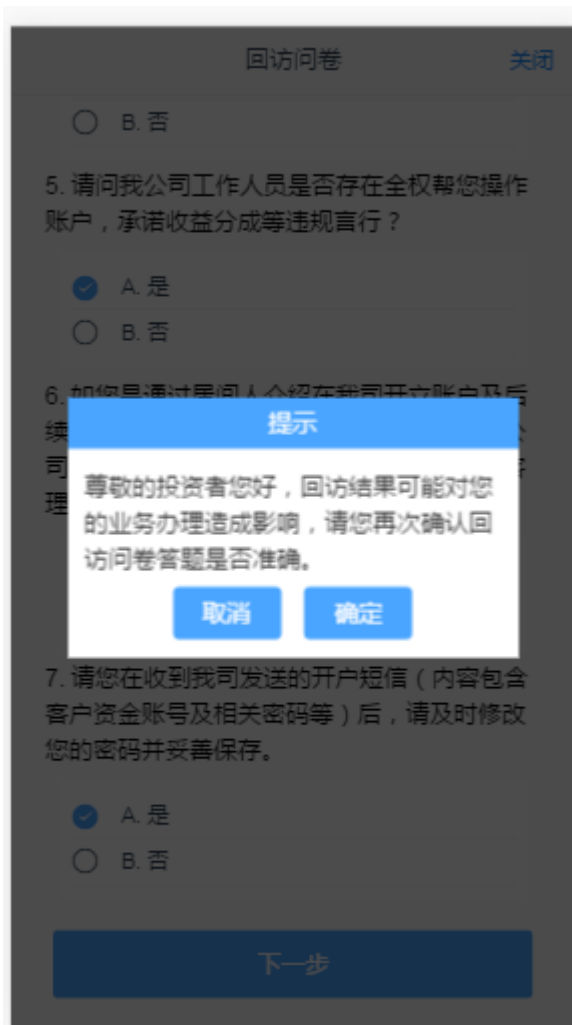 回访问卷 关闭
B. 否
5. 请问我公司工作人员是否存在全权帮您操作
账户，承诺收益分成等违规言行？
A. 是
B. 否
6. 如您是通过居间人介绍在我司开立账户及后
续
司
理
提示
尊敬的投资者您好，回访结果可能对您
的业务办理造成影响，请您再次确认回
访问卷答题是否准确。
取消 确定
7. 请您在收到我司发送的开户短信（内容包含
客户资金账号及相关密码等）后，请及时修改
您的密码并妥善保存。
A. 是
B. 否
下一步